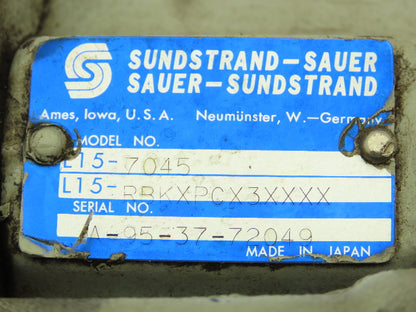 SUNDSTRAND-SAUER
SAUER-SUNDSTRAND
Ames, Iowa, U.S.A. Neumünster, W.-Germany
MODEL NO.
L15-7045
L15-RBKXPCX3XXXX
SERIAL NO.
A-95-37-72049
MADE IN JAPAN